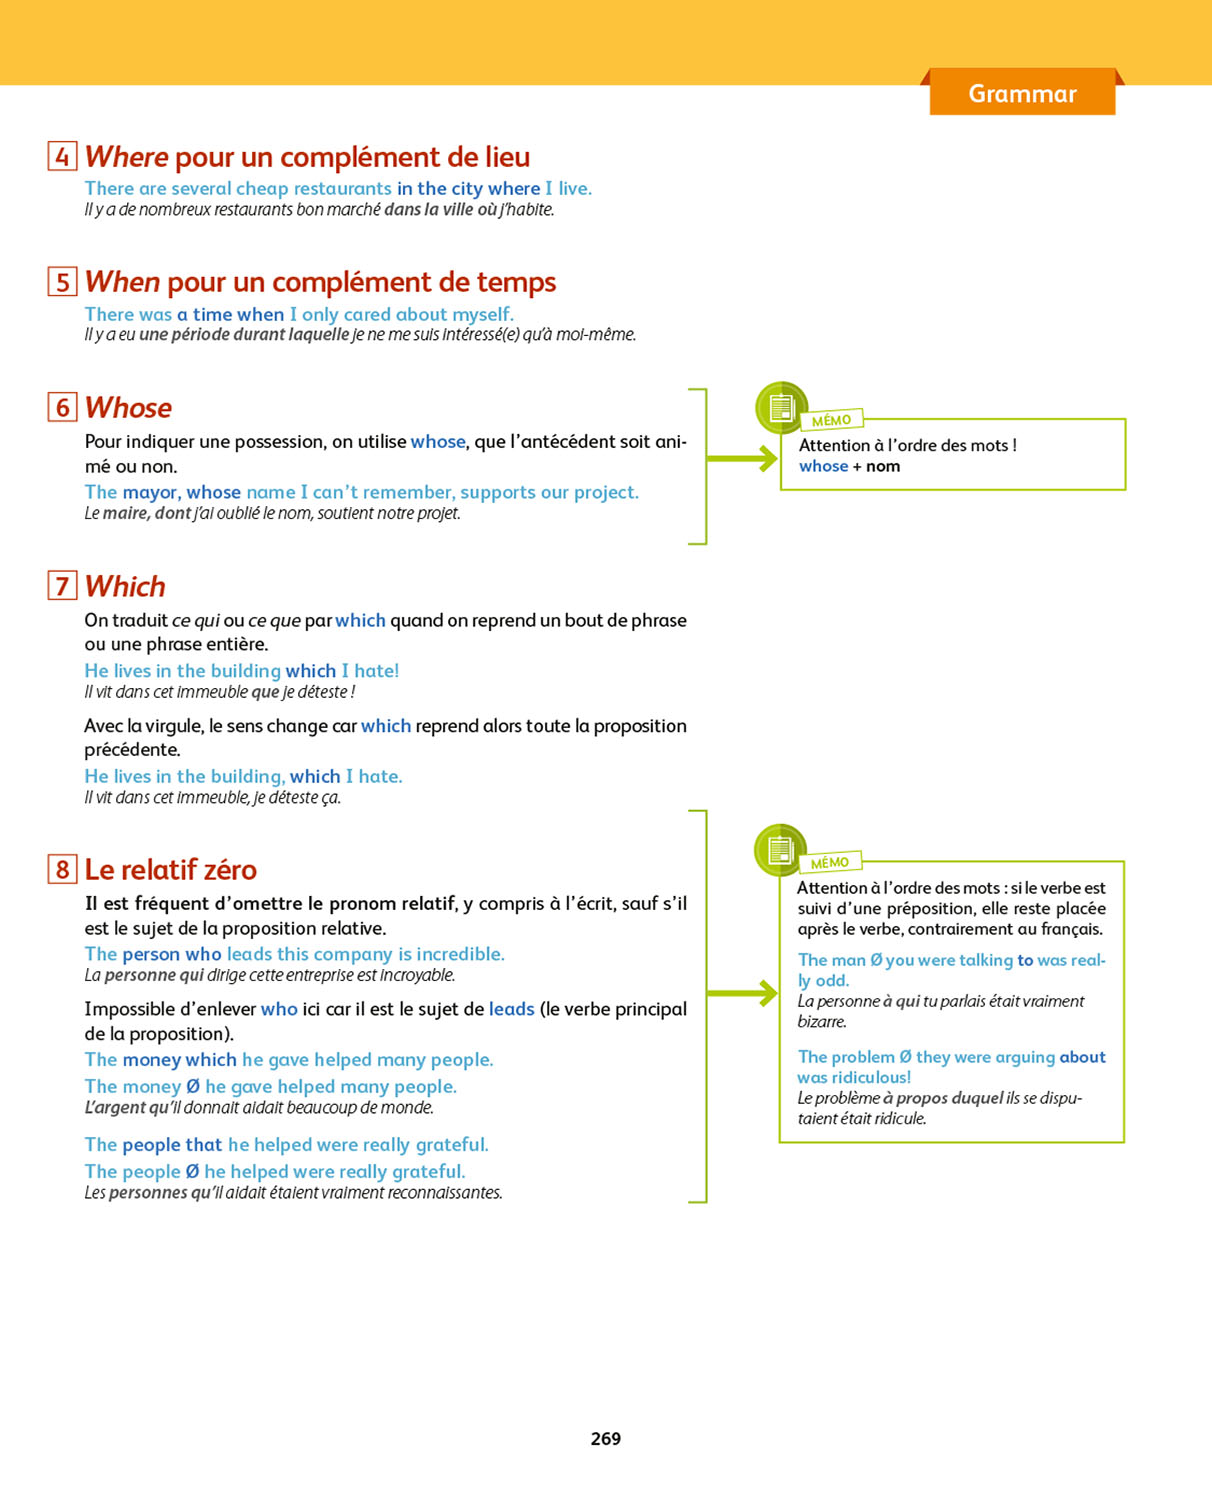 Grammar
4 Where pour un complément de lieu
There are several cheap restaurants in the city where I live.
Il y a de nombreux restaurants bon marché dans la ville où j'habite.
5 When pour un complément de temps
There was a time when I only cared about myself.
Il y a eu une période durant laquelle je ne me suis intéressé(e) qu'à moi-même.
6 Whose
Pour indiquer une possession, on utilise whose, que l'antécédent soit ani-
mé ou non.
The mayor, whose name I can't remember, supports our project.
Le maire, dont j'ai oublié le nom, soutient notre projet.
MÉMO
Attention à l'ordre des mots !
whose + nom
7 Which
On traduit ce qui ou ce que par which quand on reprend un bout de phrase
ou une phrase entière.
He lives in the building which I hate!
Il vit dans cet immeuble que je déteste !
Avec la virgule, le sens change car which reprend alors toute la proposition
précédente.
He lives in the building, which I hate.
Il vit dans cet immeuble, je déteste ça.
8 Le relatif zéro
Il est fréquent d'omettre le pronom relatif, y compris à l'écrit, sauf s'il
est le sujet de la proposition relative.
The person who leads this company is incredible.
La personne qui dirige cette entreprise est incroyable.
Impossible d'enlever who ici car il est le sujet de leads (le verbe principal
de la proposition).
The money which he gave helped many people.
The money Ø he gave helped many people.
L'argent qu'il donnait aidait beaucoup de monde.
The people that he helped were really grateful.
The people Ø he helped were really grateful.
Les personnes qu'il aidait étaient vraiment reconnaissantes.
MÉMO
Attention à l'ordre des mots : si le verbe est
suivi d'une préposition, elle reste placée
après le verbe, contrairement au français.
The man Ø you were talking to was real-
ly odd.
La personne à qui tu parlais était vraiment
bizarre.
The problem Ø they were arguing about
was ridiculous!
Le problème à propos duquel ils se dispu-
taient était ridicule.
269